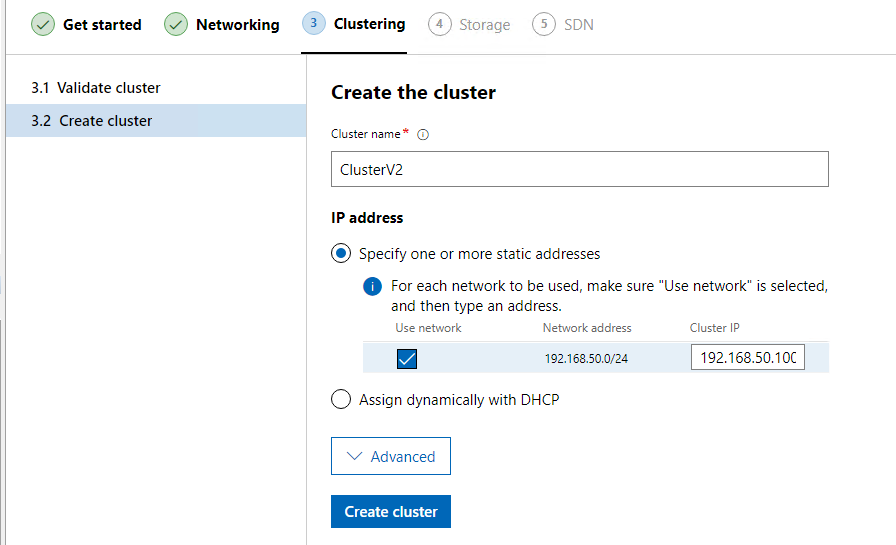 Get started
Networking
3 Clustering
4 Storage
5 SDN
3.1 Validate cluster
3.2 Create cluster
Create the cluster
Cluster name*
ClusterV2
IP address
Specify one or more static addresses
For each network to be used, make sure "Use network" is selected,
and then type an address.
Use network Network address Cluster IP
192.168.50.0/24 192.168.50.100
Assign dynamically with DHCP
Advanced
Create cluster